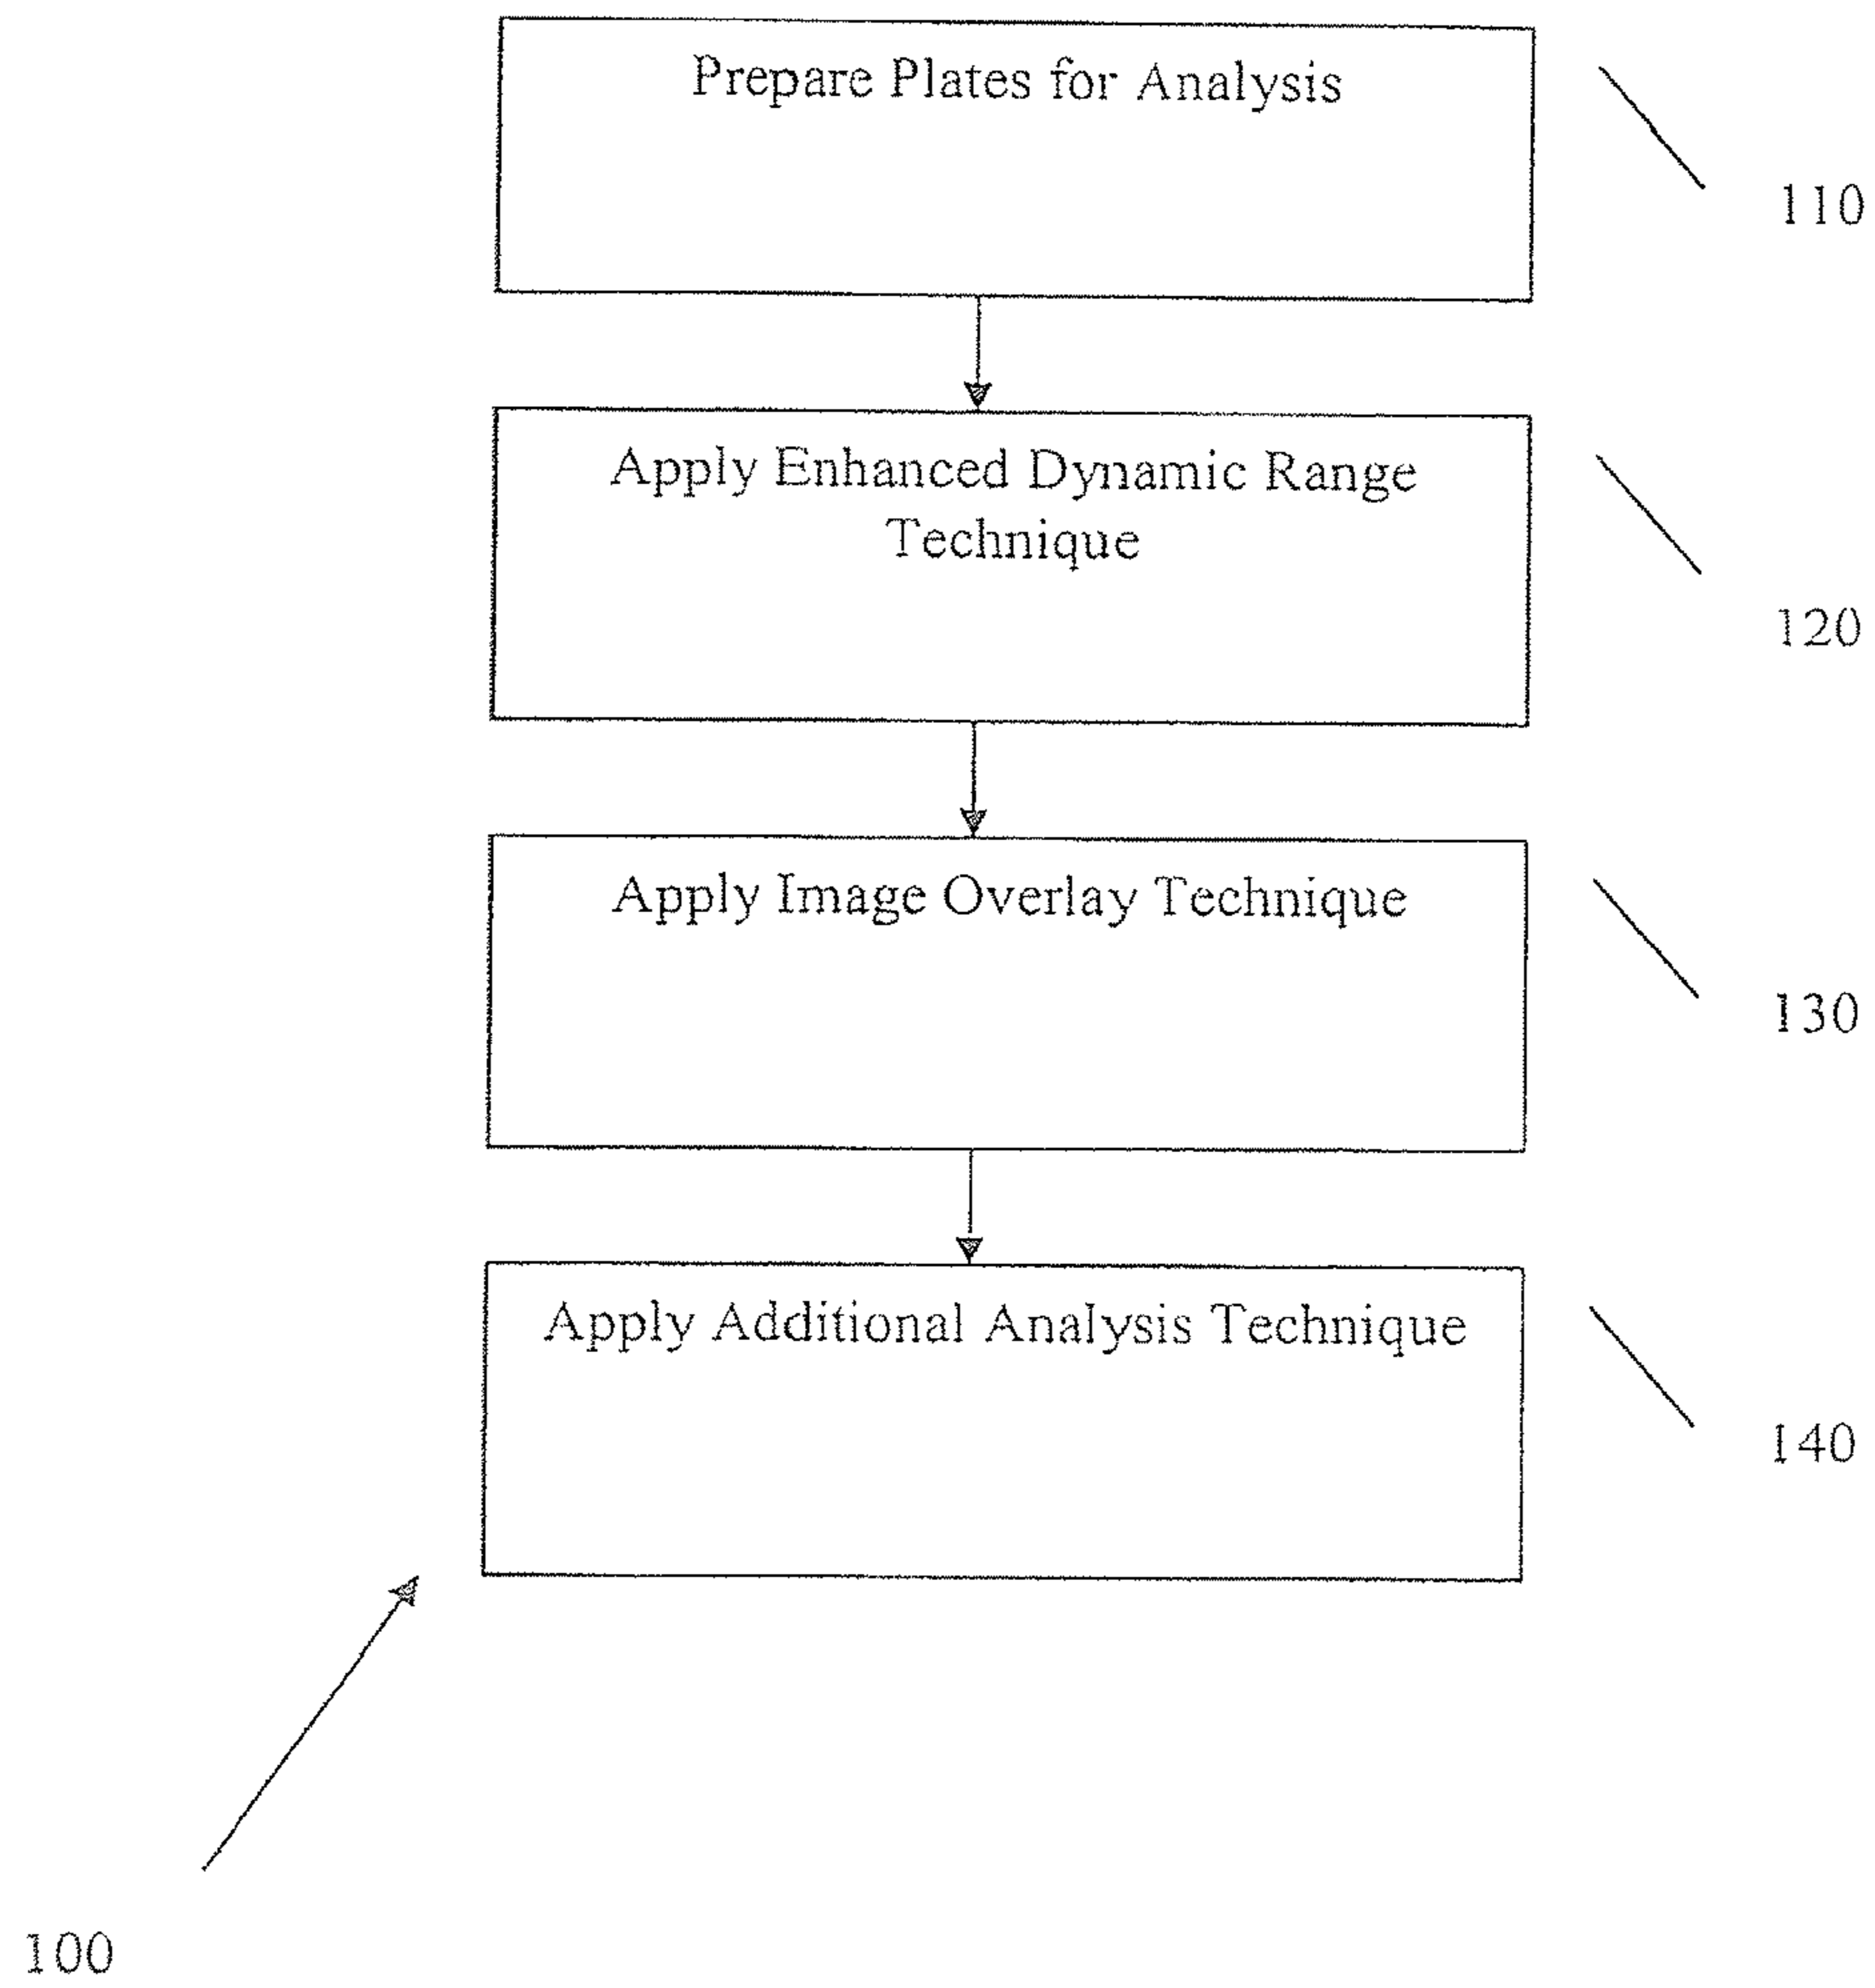 Prepare Plates for Analysis
110
Apply Enhanced Dynamic Range
Technique
120
Apply Image Overlay Technique
130
Apply Additional Analysis Technique
140
100